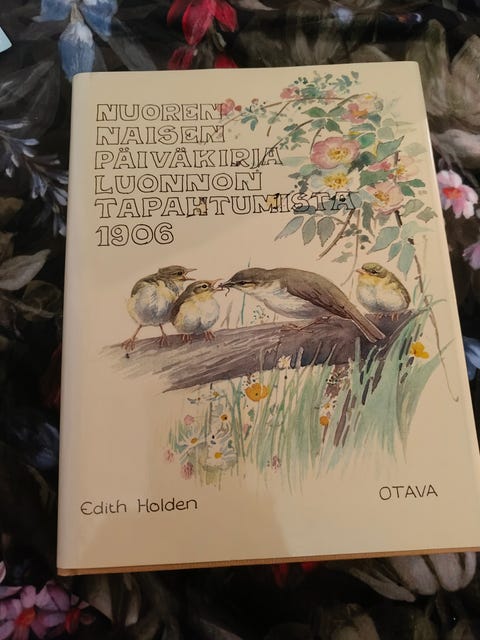 NUOREN
NAISEN
PÄIVÄKIRJA
LUONNON
TAPAHTUMISTA
1906
Edith Holden
OTAVA